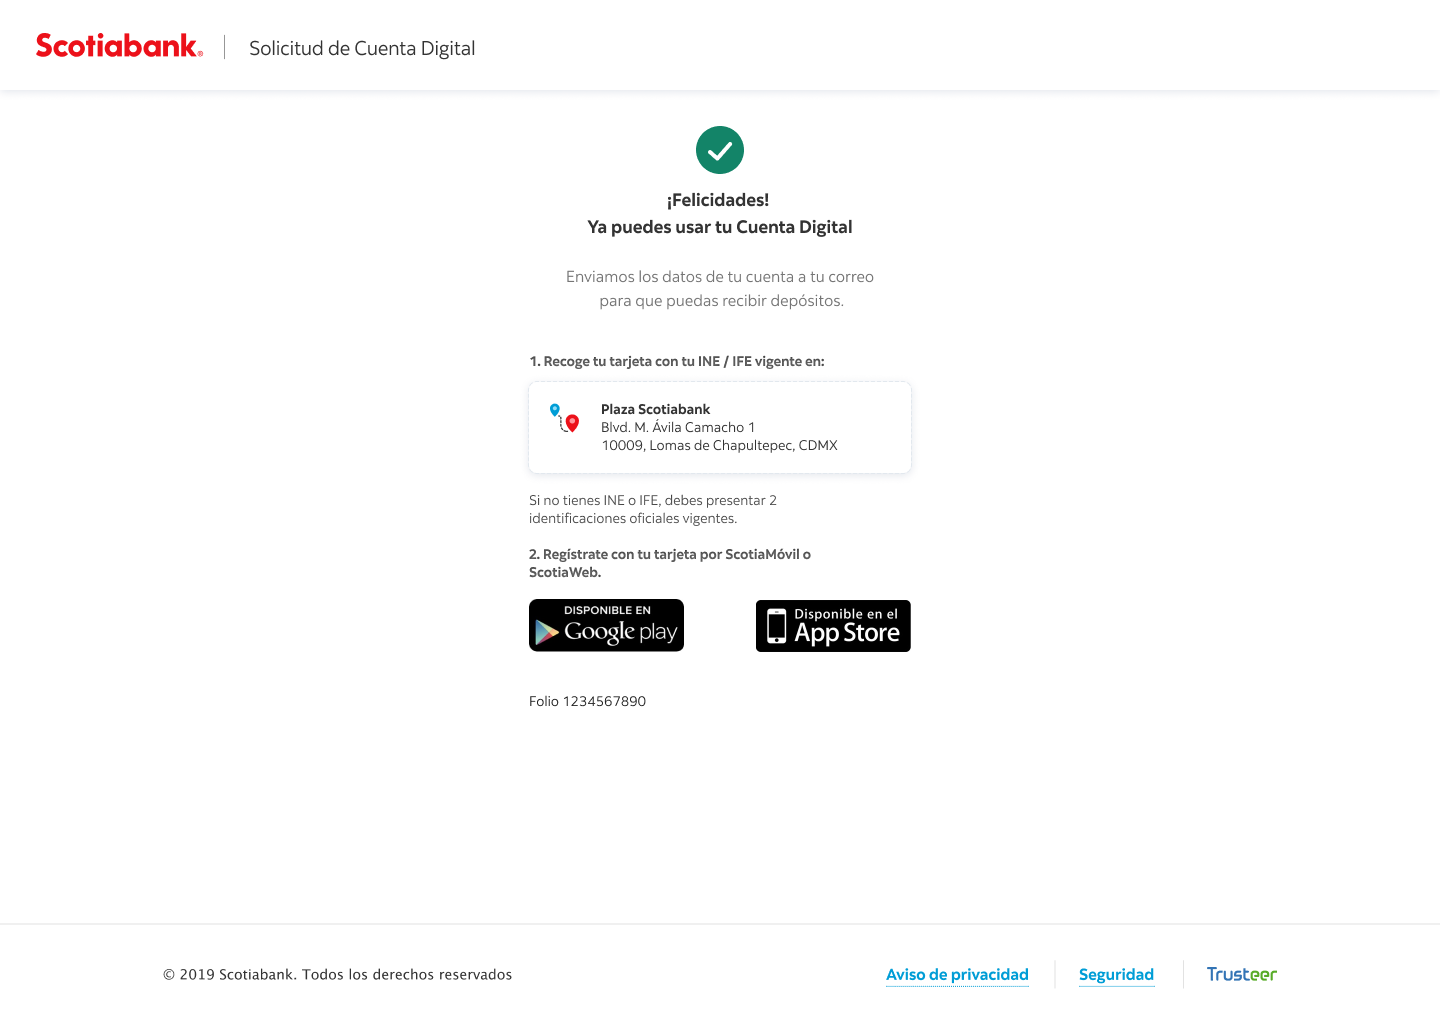 Scotiabank®
Solicitud de Cuenta Digital
¡Felicidades!
Ya puedes usar tu Cuenta Digital
Enviamos los datos de tu cuenta a tu correo
para que puedas recibir depósitos.
1. Recoge tu tarjeta con tu INE / IFE vigente en:
Plaza Scotiabank
Blvd. M. Ávila Camacho 1
10009, Lomas de Chapultepec, CDMX
Si no tienes INE o IFE, debes presentar 2
identificaciones oficiales vigentes.
2. Regístrate con tu tarjeta por ScotiaMóvil o
ScotiaWeb.
DISPONIBLE EN
Google play
Disponible en el
App Store
Folio 1234567890
© 2019 Scotiabank. Todos los derechos reservados
Aviso de privacidad
Seguridad
Trusteer